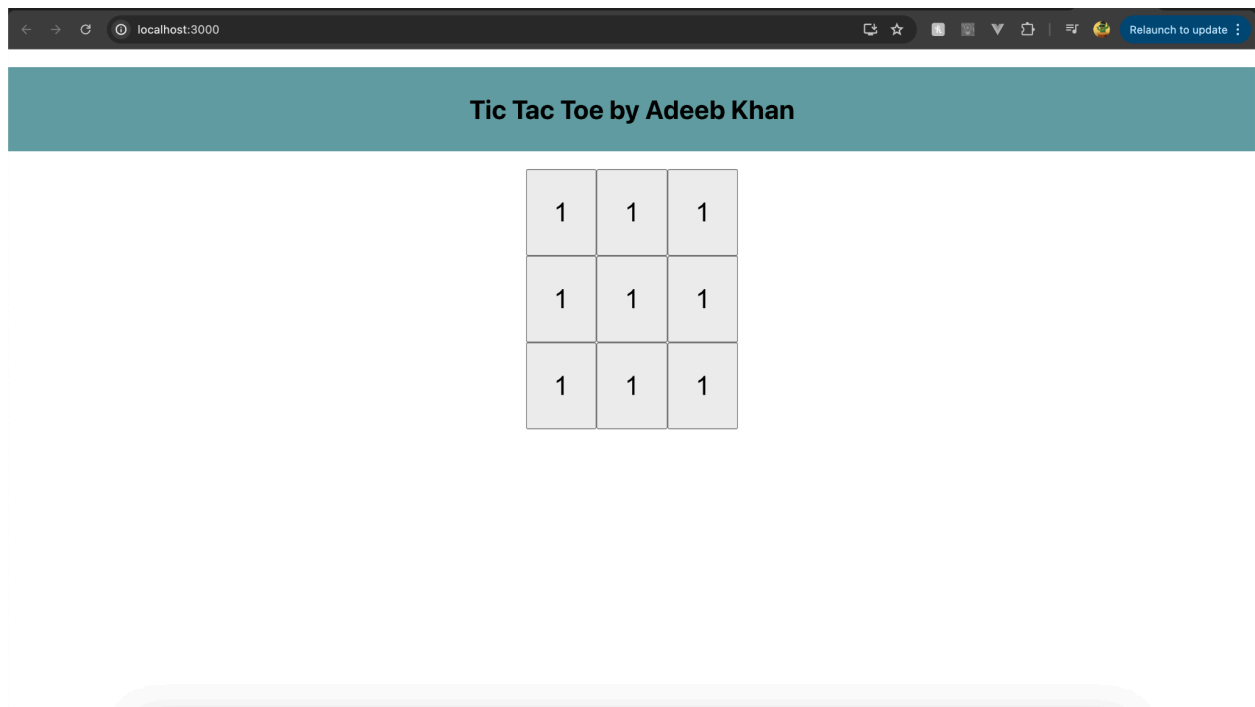 localhost:3000
Relaunch to update
Tic Tac Toe by Adeeb Khan
1 1 1
1 1 1
1 1 1